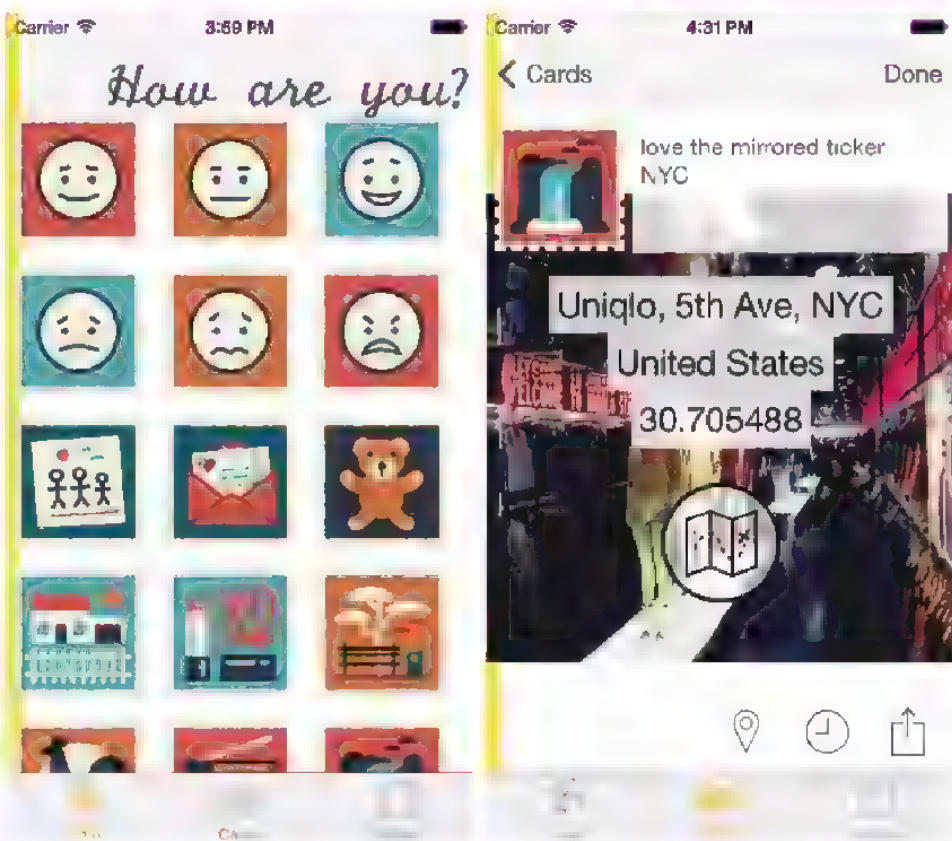 Carrier
3:59 PM
How are you?
Carrier
4:31 PM
Cards
Done
love the mirrored ticker
NYC
Uniqlo, 5th Ave, NYC
United States
30.705488